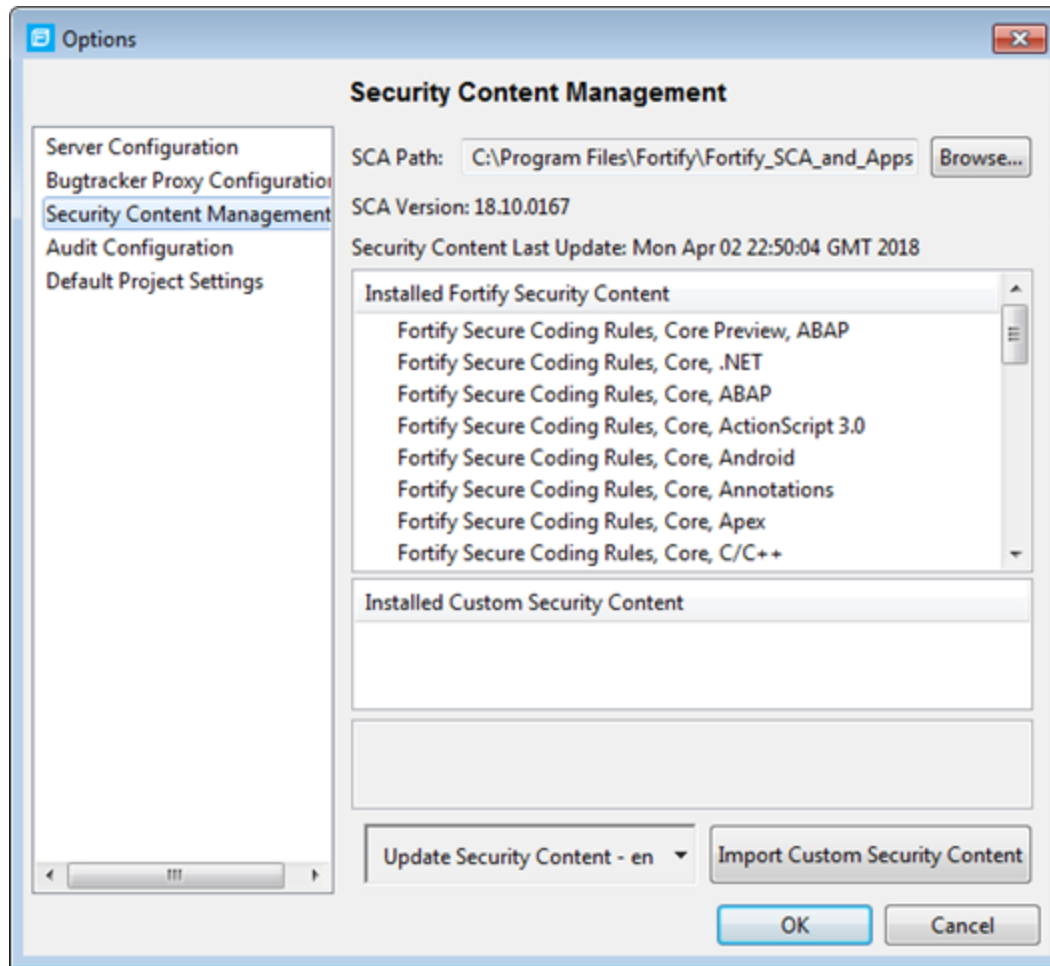 Options
Security Content Management
Server Configuration
Bugtracker Proxy Configuration
Security Content Management
Audit Configuration
Default Project Settings
SCA Path: C:\Program Files\Fortify\Fortify_SCA_and_Apps Browse...
SCA Version: 18.10.0167
Security Content Last Update: Mon Apr 02 22:50:04 GMT 2018
Installed Fortify Security Content
Fortify Secure Coding Rules, Core Preview, ABAP
Fortify Secure Coding Rules, Core, .NET
Fortify Secure Coding Rules, Core, ABAP
Fortify Secure Coding Rules, Core, ActionScript 3.0
Fortify Secure Coding Rules, Core, Android
Fortify Secure Coding Rules, Core, Annotations
Fortify Secure Coding Rules, Core, Apex
Fortify Secure Coding Rules, Core, C/C++
Installed Custom Security Content
Update Security Content - en
Import Custom Security Content
OK Cancel